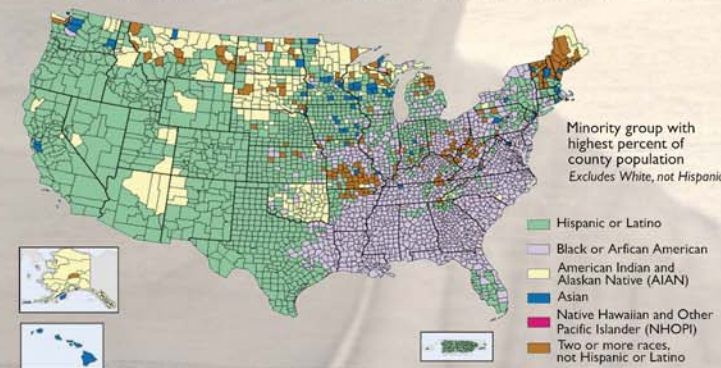 Minority group with
highest percent of
county population
Excludes White, not Hispanic
Hispanic or Latino
Black or Arfican American
American Indian and
Alaskan Native (AIAN)
Asian
Native Hawaiian and Other
Pacific Islander (NHOPI)
Two or more races,
not Hispanic or Latino